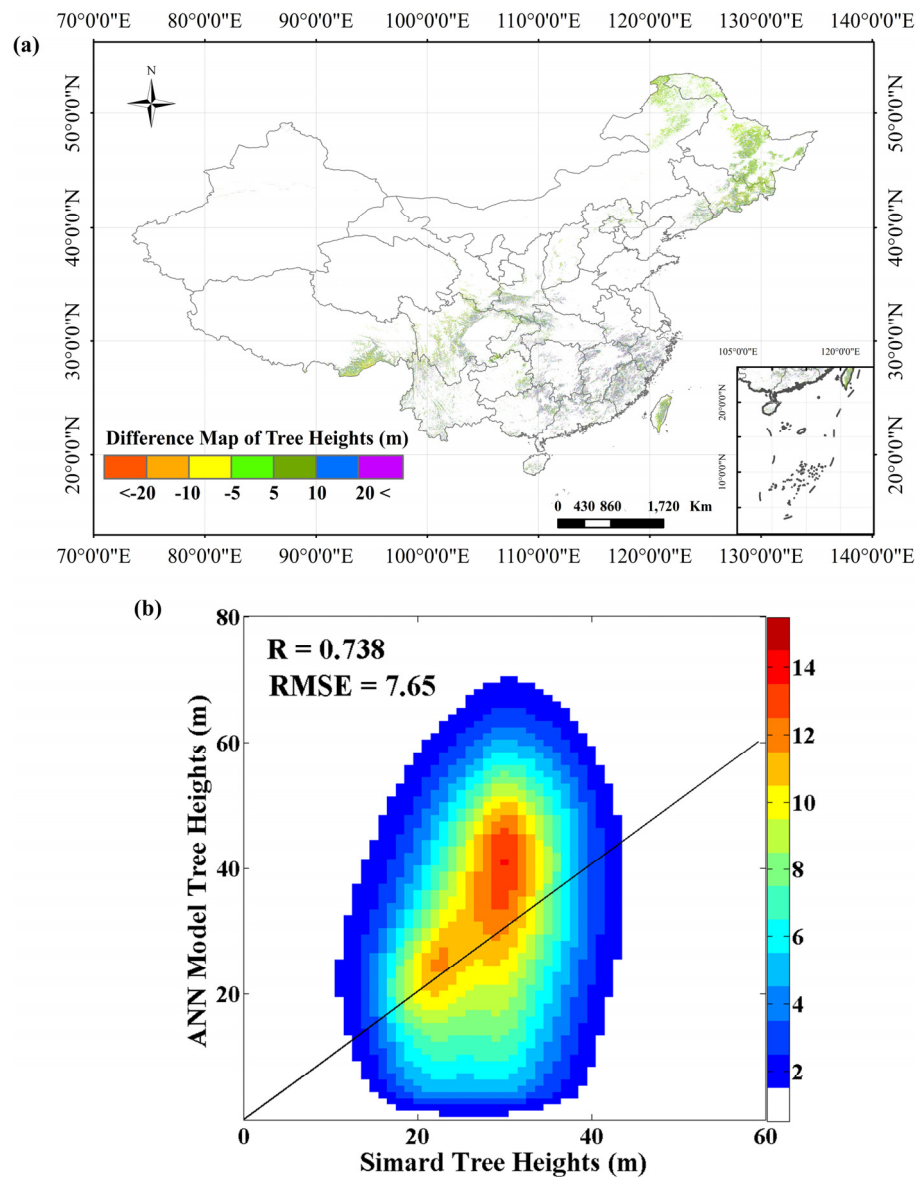 (a)
70°0'0"E 80°0'0"E 90°0'0"E 100°0'0"E 110°0'0"E 120°0'0"E 130°0'0"E 140°0'0"E
N
50°0'0"N 50°0'0"N
40°0'0"N 40°0'0"N
30°0'0"N 30°0'0"N
20°0'0"N 20°0'0"N
105°0'0"E 120°0'0"E
20°0'0"N
10°0'0"N
Difference Map of Tree Heights (m)
<-20 -10 -5 5 10 20 <
0 430 860 1,720 Km
70°0'0"E 80°0'0"E 90°0'0"E 100°0'0"E 110°0'0"E 120°0'0"E 130°0'0"E 140°0'0"E
(b)
R = 0.738
RMSE = 7.65
ANN Model Tree Heights (m)
80
60
40
20
0 20 40 60
Simard Tree Heights (m)
14
12
10
8
6
4
2